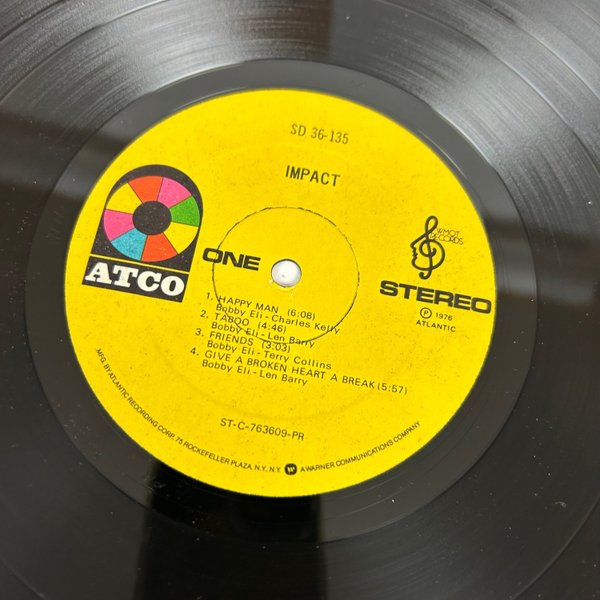 SD 36-135
IMPACT
WMOT
RECORDS
ATCO
ONE
STEREO
Ⓟ 1976
ATLANTIC
1. HAPPY MAN (6:08)
Bobby Eli - Charles Kelly
2. TABOO (4:46)
Bobby Eli - Len Barry
3. FRIENDS (3:03)
Bobby Eli - Terry Collins
4. GIVE A BROKEN HEART A BREAK (5:57)
Bobby Eli - Len Barry
ST-C-763609-PR
MFG. BY ATLANTIC RECORDING CORP. 75 ROCKEFELLER PLAZA, N.Y., N.Y. W A WARNER COMMUNICATIONS COMPANY